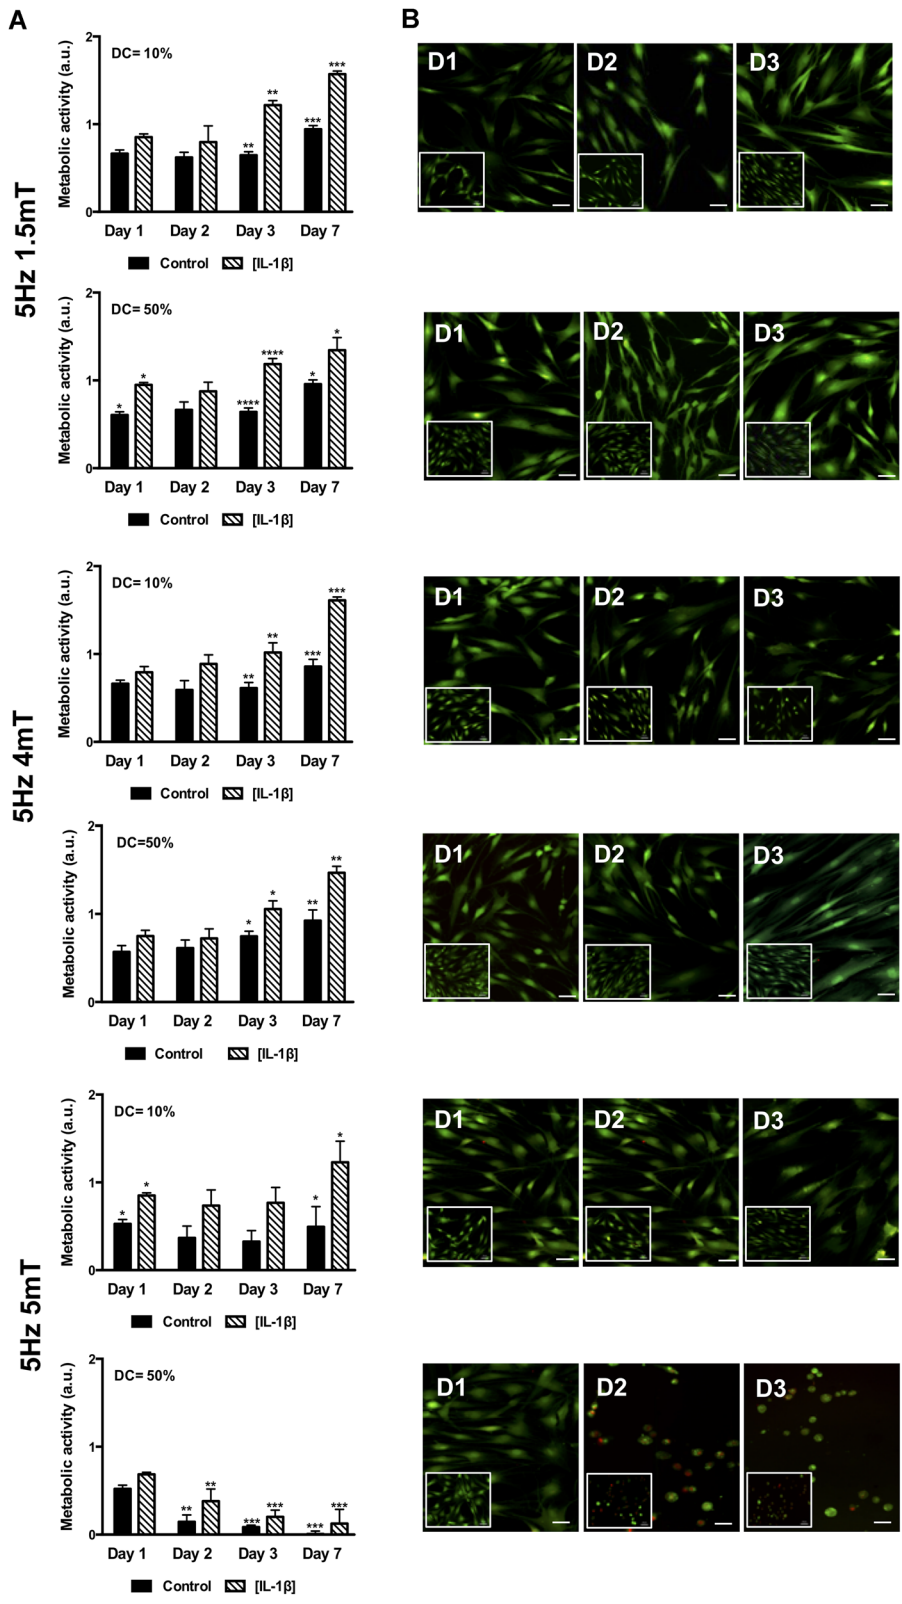 A
B
5Hz 1.5mT
Metabolic activity (a.u.)
DC= 10%
2
1
0
** ** *** ***
Day 1 Day 2 Day 3 Day 7
Control [IL-1β]
D1 D2 D3
Metabolic activity (a.u.)
DC= 50%
2
1
0
* * **** **** * *
Day 1 Day 2 Day 3 Day 7
Control [IL-1β]
D1 D2 D3
5Hz 4mT
Metabolic activity (a.u.)
DC= 10%
2
1
0
** ** *** ***
Day 1 Day 2 Day 3 Day 7
Control [IL-1β]
D1 D2 D3
Metabolic activity (a.u.)
DC=50%
2
1
0
* * ** **
Day 1 Day 2 Day 3 Day 7
Control [IL-1β]
D1 D2 D3
5Hz 5mT
Metabolic activity (a.u.)
DC= 10%
2
1
0
* * * *
Day 1 Day 2 Day 3 Day 7
Control [IL-1β]
D1 D2 D3
Metabolic activity (a.u.)
DC= 50%
2
1
0
** ** *** *** *** ***
Day 1 Day 2 Day 3 Day 7
Control [IL-1β]
D1 D2 D3